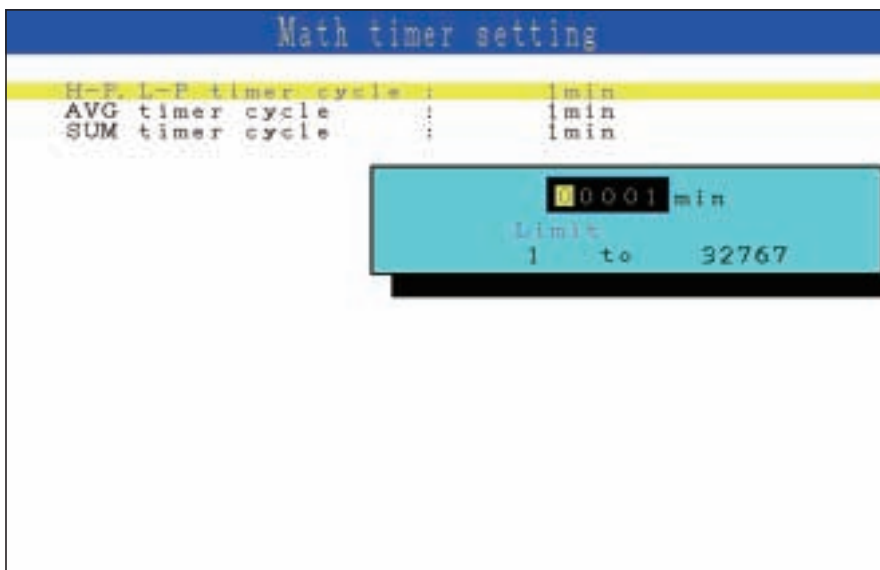 Math timer setting
H-P, L-P timer cycle : 1min
AVG timer cycle : 1min
SUM timer cycle : 1min
00001 min
Limit
1 to 32767